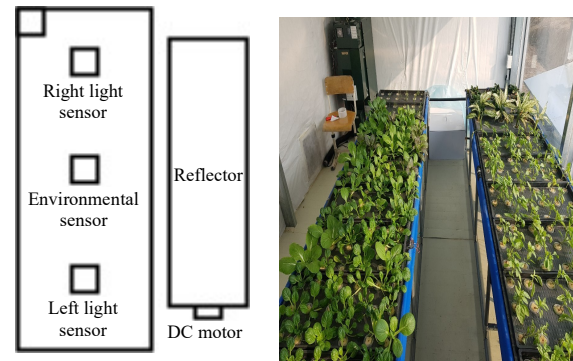 Right light
sensor
Environmental
sensor
Left light
sensor
Reflector
DC motor